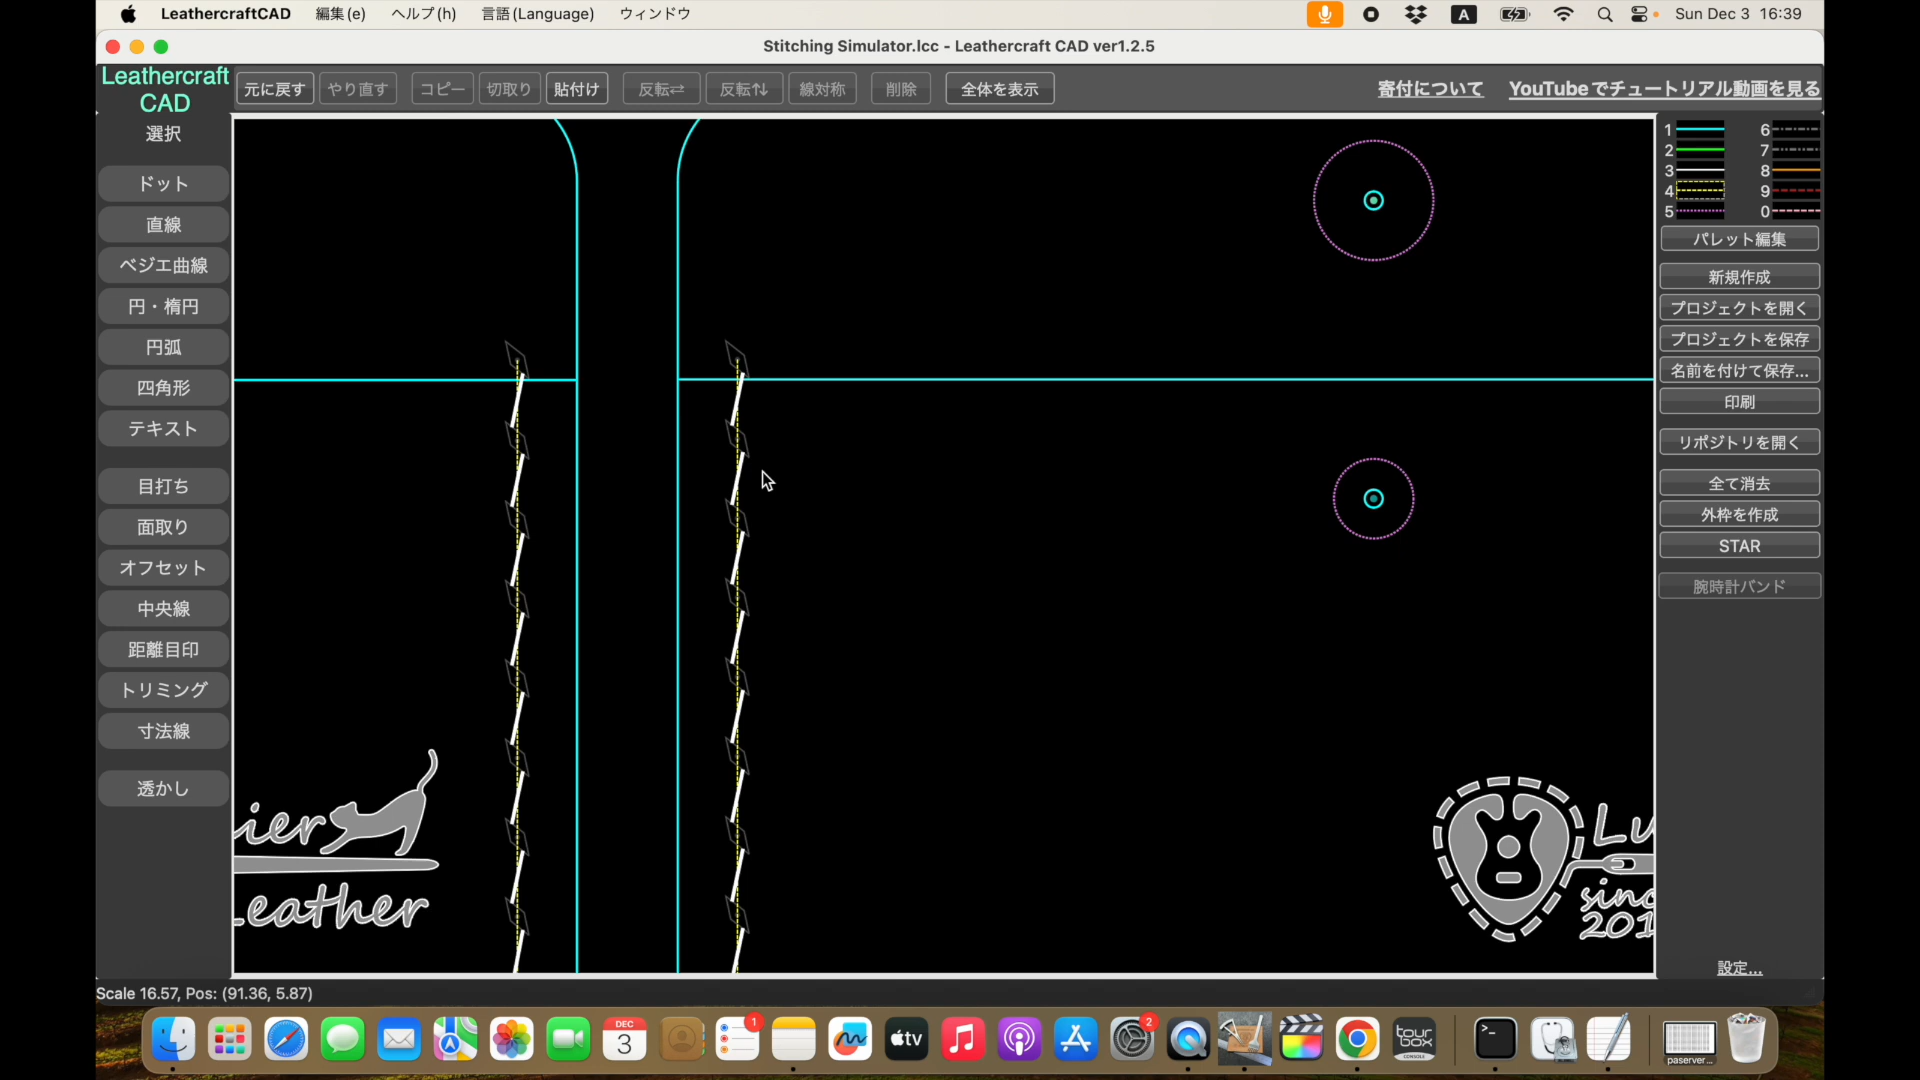 LeathercraftCAD 編集(e) ヘルプ(h) 言語(Language) ウィンドウ A Sun Dec 3 16:39
Stitching Simulator.lcc - Leathercraft CAD ver1.2.5
Leathercraft
CAD
元に戻す やり直す コピー 切取り 貼付け 反転⇄ 反転⇅ 線対称 削除 全体を表示 寄付について YouTubeでチュートリアル動画を見る
選択
ドット
直線
ベジエ曲線
円・楕円
円弧
四角形
テキスト
目打ち
面取り
オフセット
中央線
距離目印
トリミング
寸法線
透かし
1 6
2 7
3 8
4 9
5 0
パレット編集
新規作成
プロジェクトを開く
プロジェクトを保存
名前を付けて保存...
印刷
リポジトリを開く
全て消去
外枠を作成
STAR
腕時計バンド
設定...
ier
eather
Lu
sinc
201
Scale 16.57, Pos: (91.36, 5.87)
DEC
3
1
tv
2
tour
box
CONSOLE
paserver...